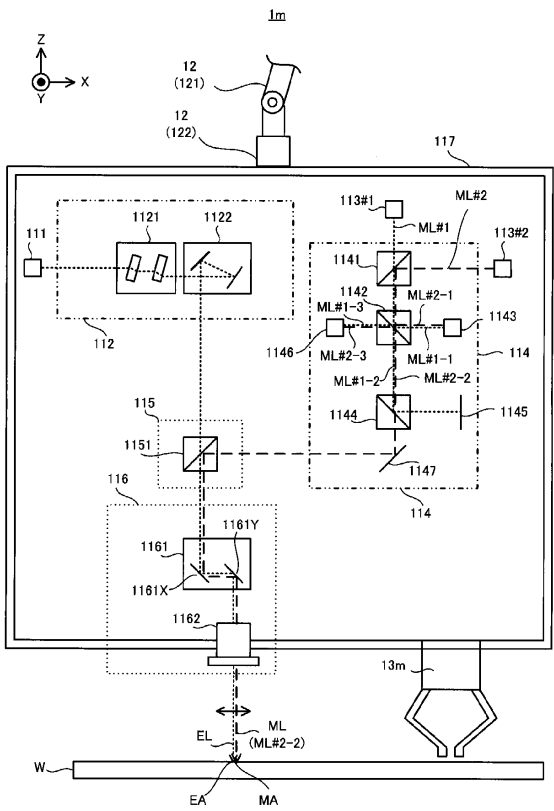 1m
Z
X
Y
12
(121)
12
(122)
117
113#1
ML#2
ML#1
113#2
1121
1122
111
1141
1142
ML#2-1
ML#1-3
1143
1146
ML#2-3
ML#1-1
112
114
ML#1-2
ML#2-2
115
1144
1145
1151
1147
114
116
1161
1161Y
1161X
1162
13m
EL
ML
(ML#2-2)
W
EA
MA